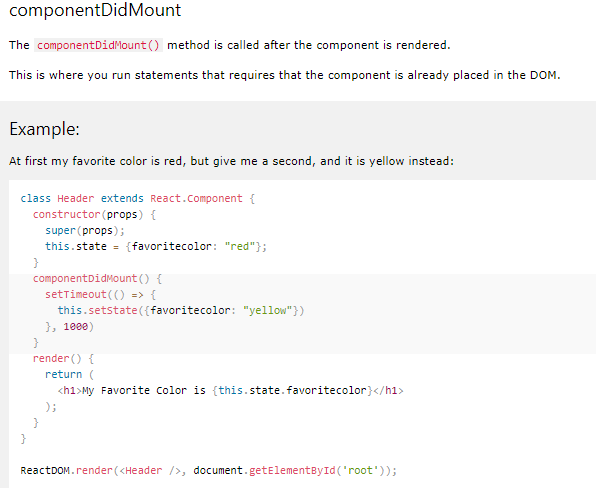 componentDidMount
The componentDidMount() method is called after the component is rendered.
This is where you run statements that requires that the component is already placed in the DOM.
Example:
At first my favorite color is red, but give me a second, and it is yellow instead:
class Header extends React.Component {
  constructor(props) {
    super(props);
    this.state = {favoritecolor: "red"};
  }
  componentDidMount() {
    setTimeout(() => {
      this.setState({favoritecolor: "yellow"})
    }, 1000)
  }
  render() {
    return (
      <h1>My Favorite Color is {this.state.favoritecolor}</h1>
    );
  }
}
ReactDOM.render(<Header />, document.getElementById('root'));